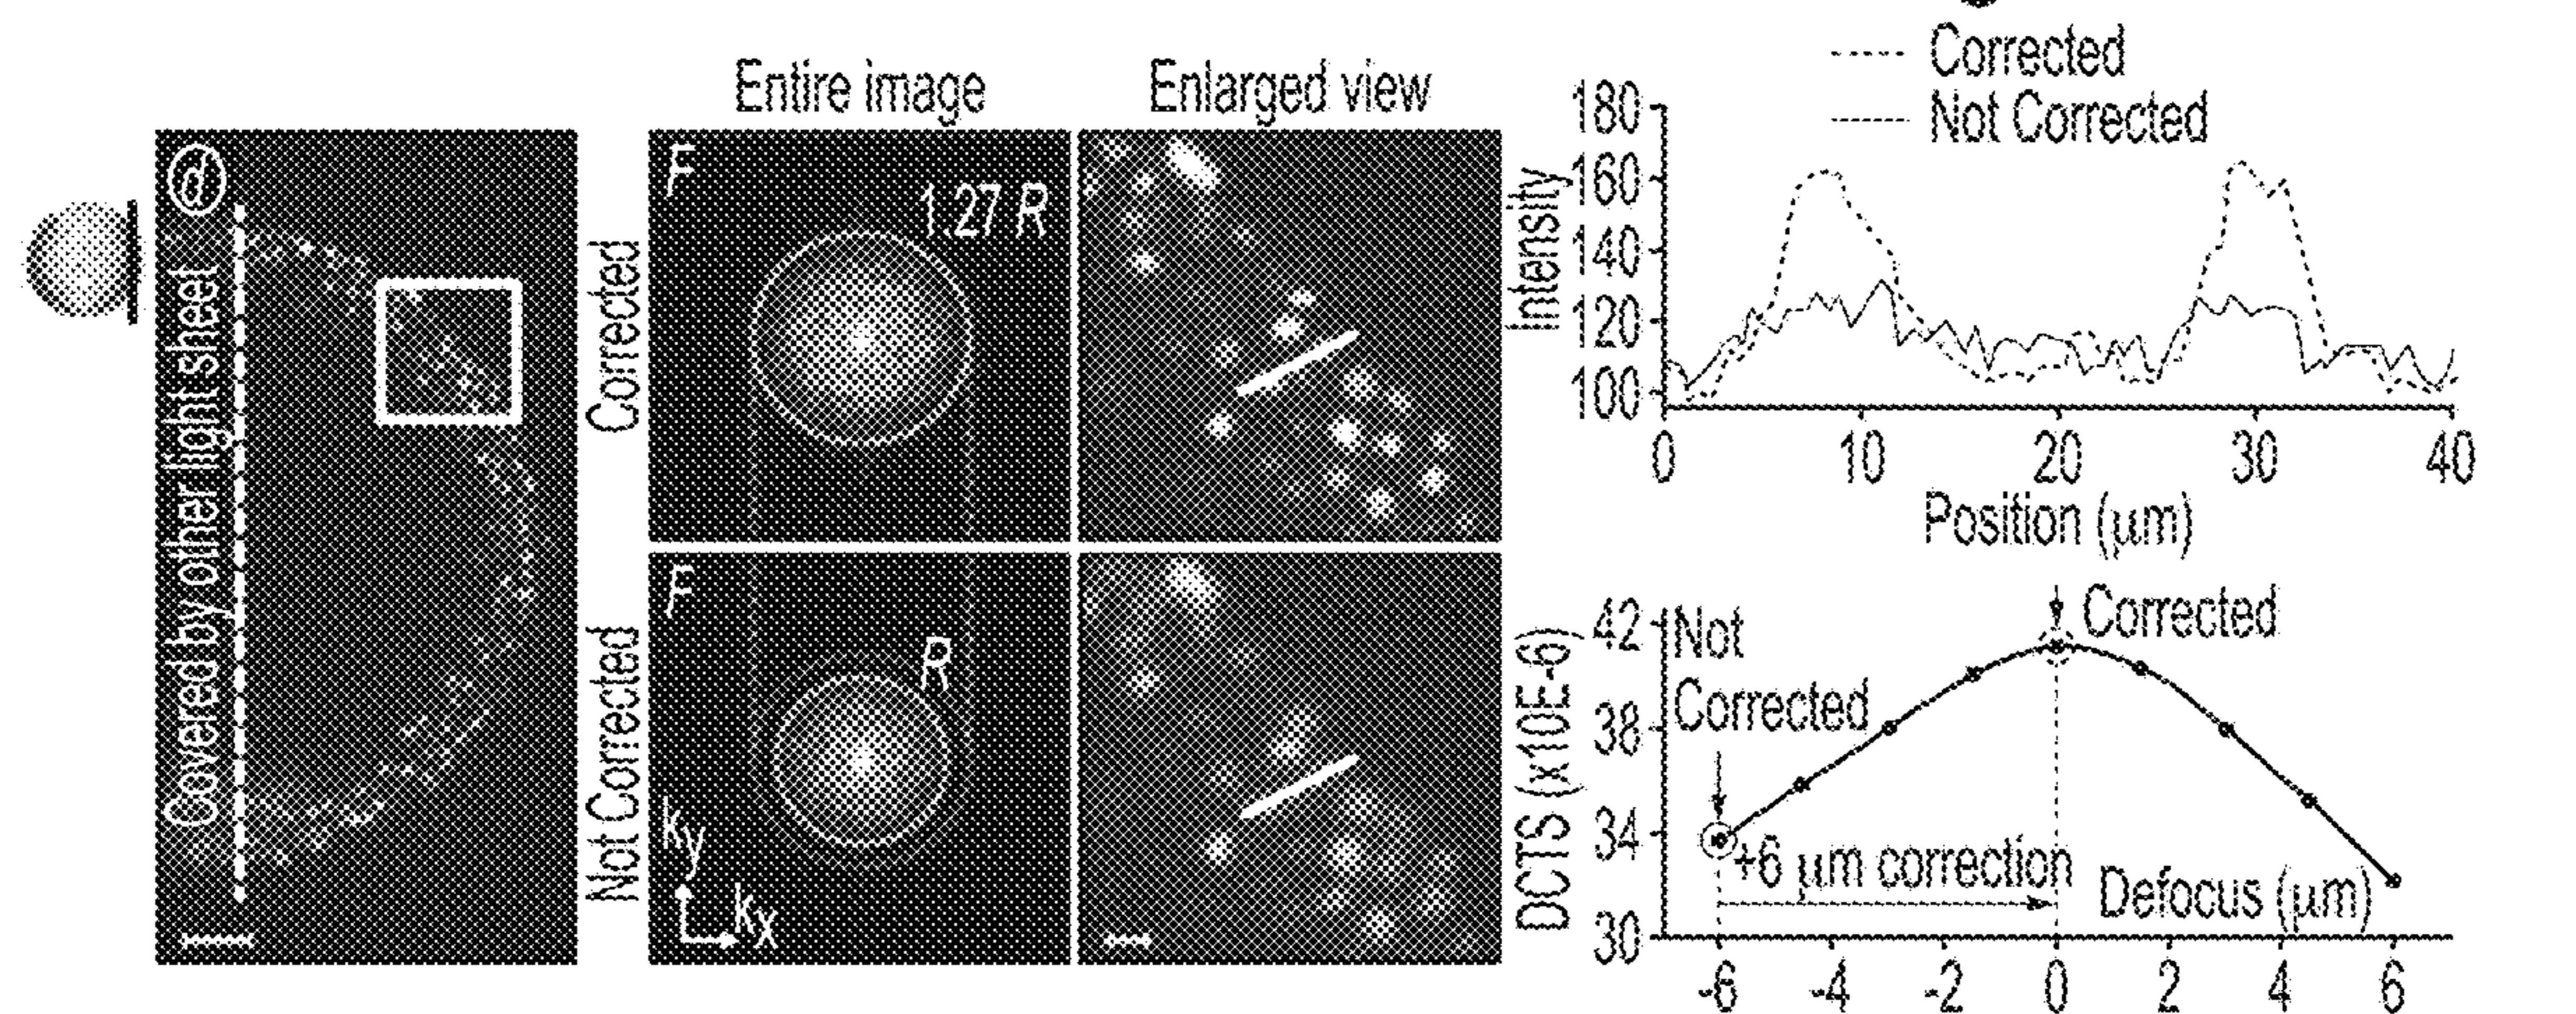 Entire image
Enlarged view
@
Covered by other light sheet
Corrected
F
1.27 R
Not Corrected
F
R
ky
kx
Corrected
Not Corrected
Intensity
180
160
140
120
100
0 10 20 30 40
Position (μm)
DCTS (x10E-6)
42
38
34
30
Not
Corrected
Corrected
+6 μm correction
Defocus (μm)
-6 -4 -2 0 2 4 6